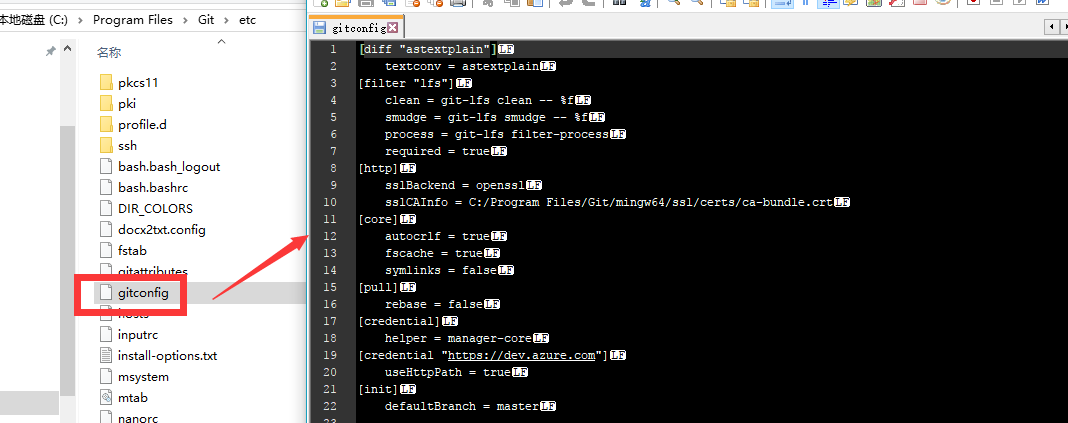 本地磁盘 (C:) > Program Files > Git > etc
名称
pkcs11
pki
profile.d
ssh
bash.bash_logout
bash.bashrc
DIR_COLORS
docx2txt.config
fstab
gitattributes
gitconfig
hosts
inputrc
install-options.txt
msystem
mtab
nanorc
gitconfig
1 [diff "astextplain"]LF
2 textconv = astextplainLF
3 [filter "lfs"]LF
4 clean = git-lfs clean -- %fLF
5 smudge = git-lfs smudge -- %fLF
6 process = git-lfs filter-processLF
7 required = trueLF
8 [http]LF
9 sslBackend = opensslLF
10 sslCAInfo = C:/Program Files/Git/mingw64/ssl/certs/ca-bundle.crtLF
11 [core]LF
12 autocrlf = trueLF
13 fscache = trueLF
14 symlinks = falseLF
15 [pull]LF
16 rebase = falseLF
17 [credential]LF
18 helper = manager-coreLF
19 [credential "https://dev.azure.com"]LF
20 useHttpPath = trueLF
21 [init]LF
22 defaultBranch = masterLF
23